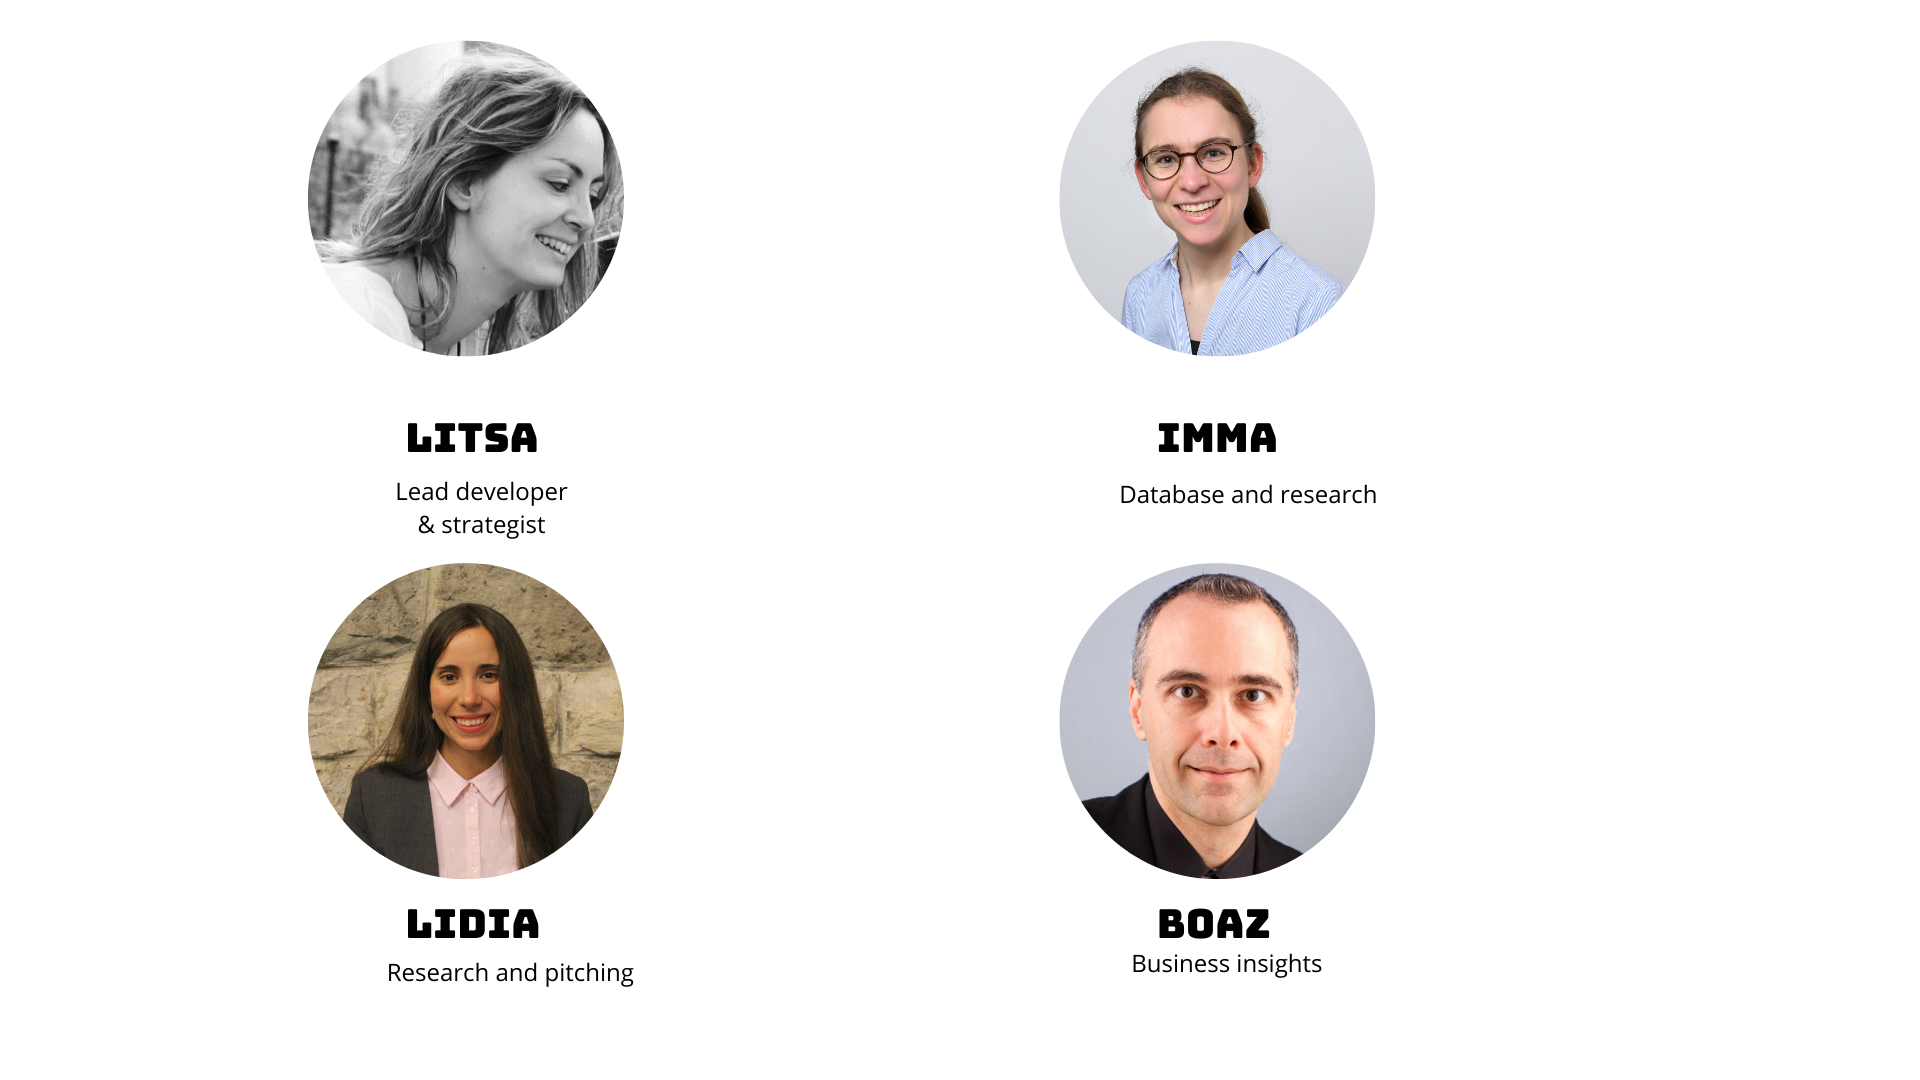 LITSA
Lead developer
& strategist
IMMA
Database and research
LIDIA
Research and pitching
BOAZ
Business insights